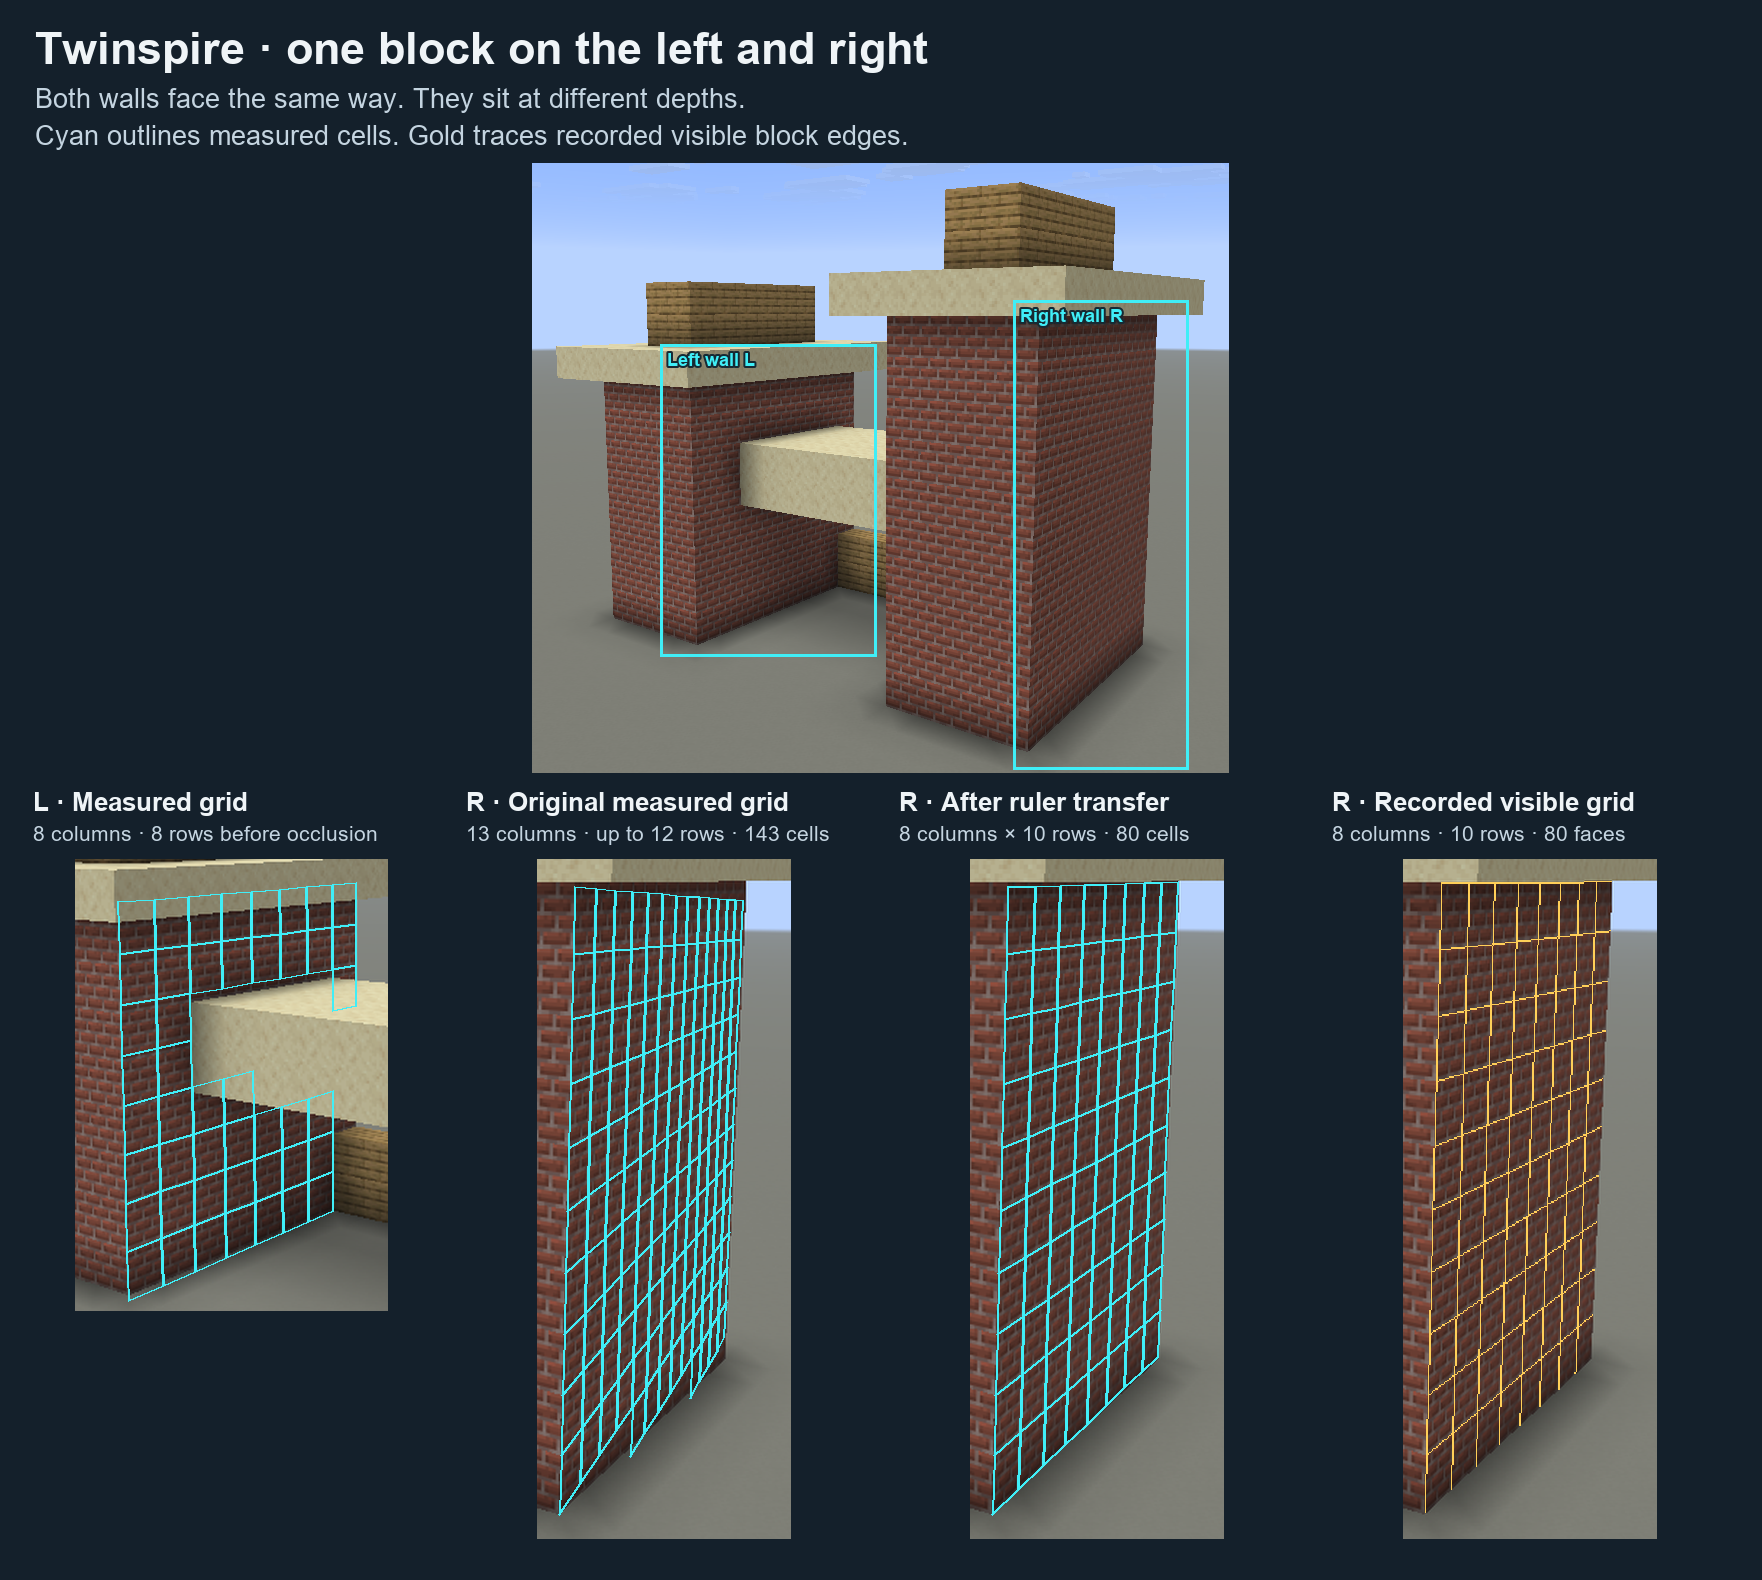 Twinspire · one block on the left and right
Both walls face the same way. They sit at different depths.
Cyan outlines measured cells. Gold traces recorded visible block edges.
Left wall L
Right wall R
L · Measured grid
8 columns · 8 rows before occlusion
R · Original measured grid
13 columns · up to 12 rows · 143 cells
R · After ruler transfer
8 columns × 10 rows · 80 cells
R · Recorded visible grid
8 columns · 10 rows · 80 faces